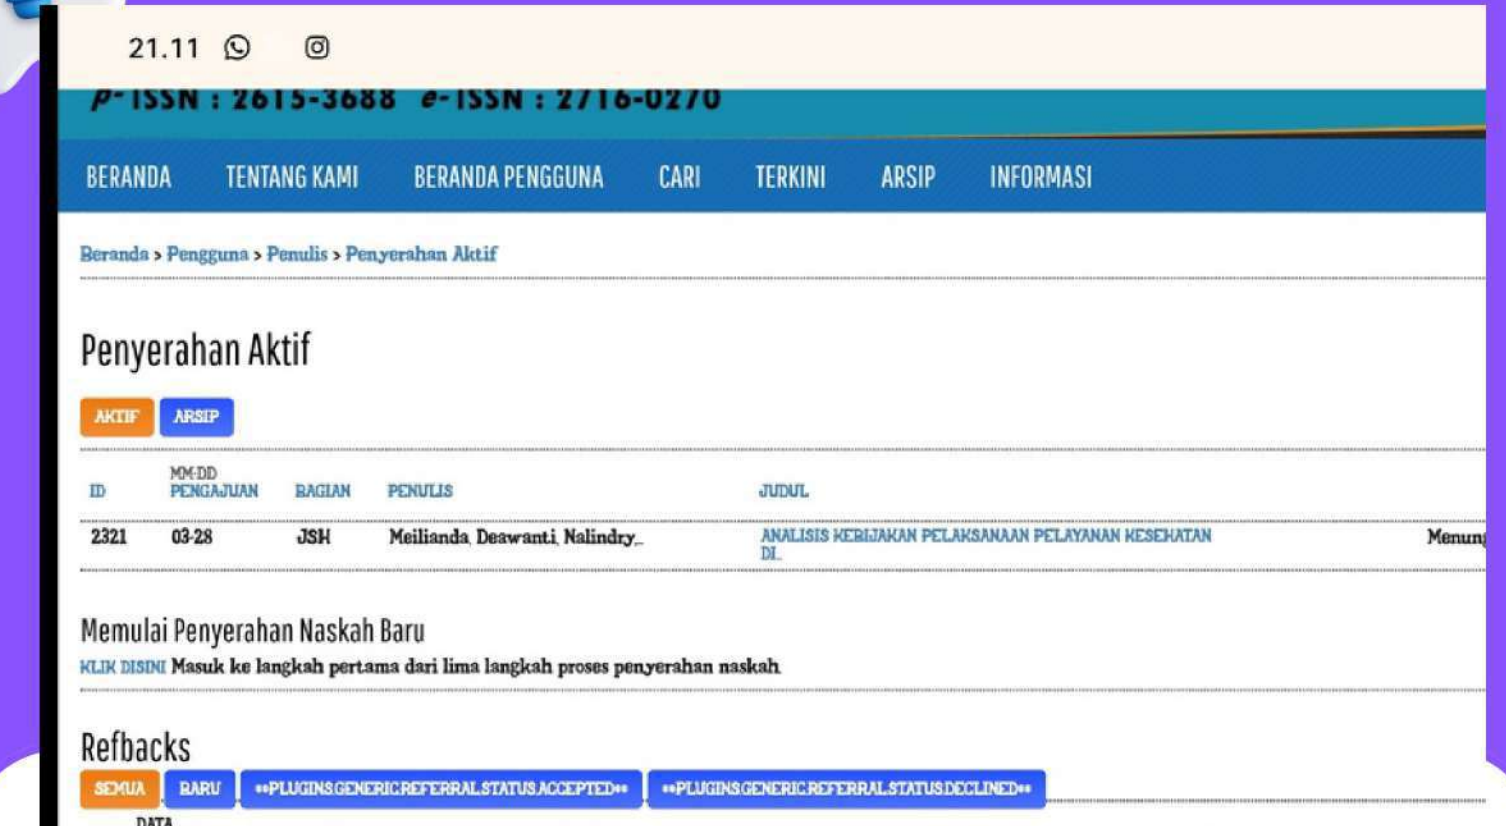 21.11
p-ISSN : 2615-3688 e-ISSN : 2716-0270
BERANDA TENTANG KAMI BERANDA PENGGUNA CARI TERKINI ARSIP INFORMASI
Beranda > Pengguna > Penulis > Penyerahan Aktif
Penyerahan Aktif
AKTIF ARSIP
MM-DD
ID PENGAJUAN BAGIAN PENULIS JUDUL
2321 03-28 JSH Meilianda, Deawanti, Nalindry,... ANALISIS KEBIJAKAN PELAKSANAAN PELAYANAN KESEHATAN Menung
DI...
Memulai Penyerahan Naskah Baru
KLIK DISINI Masuk ke langkah pertama dari lima langkah proses penyerahan naskah.
Refbacks
SEMUA BARU **PLUGINS.GENERIC.REFERRAL.STATUS.ACCEPTED** **PLUGINS.GENERIC.REFERRAL.STATUS.DECLINED**
DATA